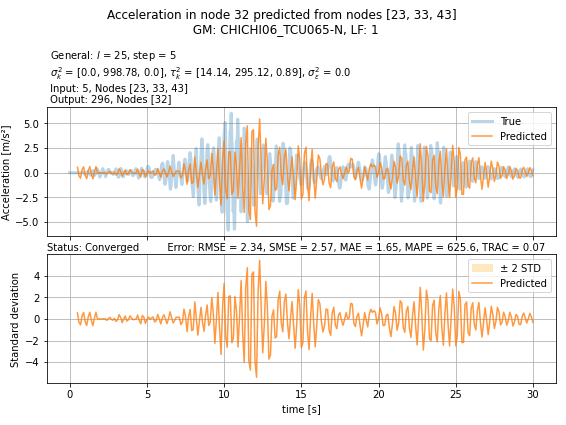 Acceleration in node 32 predicted from nodes [23, 33, 43]
GM: CHICHI06_TCU065-N, LF: 1
General: l = 25, step = 5
σ²ₖ = [0.0, 998.78, 0.0], τ²ₖ = [14.14, 295.12, 0.89], σ²ε = 0.0
Input: 5, Nodes [23, 33, 43]
Output: 296, Nodes [32]
Acceleration [m/s²]
5.0
2.5
0.0
−2.5
−5.0
True
Predicted
Status: Converged Error: RMSE = 2.34, SMSE = 2.57, MAE = 1.65, MAPE = 625.6, TRAC = 0.07
Standard deviation
4
2
0
−2
−4
± 2 STD
Predicted
0 5 10 15 20 25 30
time [s]